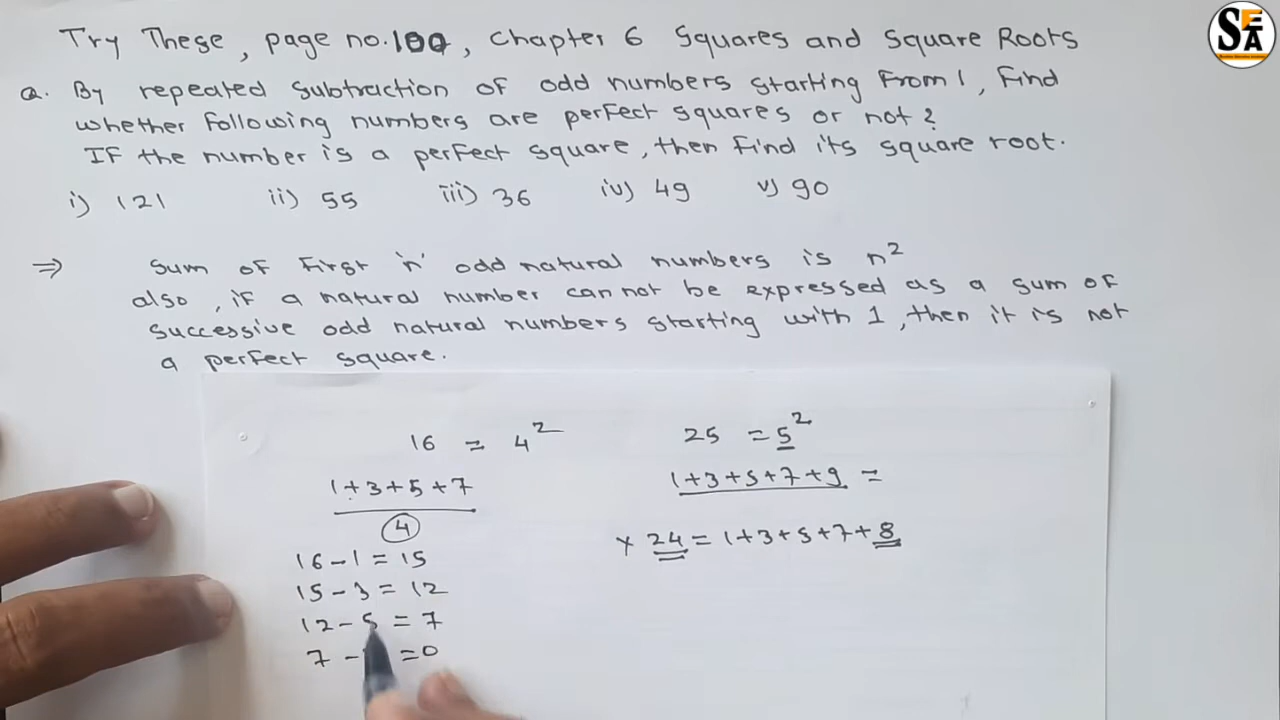 Try These, page no.100, Chapter 6 Squares and Square Roots
Q. By repeated subtraction of odd numbers starting from 1, Find
whether following numbers are perfect squares or not?
If the number is a perfect square, then find its square root.
i) 121 ii) 55 iii) 36 iv) 49 v) 90
⇒ Sum of first 'n' odd natural numbers is n²
also, if a natural number cannot be expressed as a sum of
successive odd natural numbers starting with 1, then it is not
a perfect square.
16 = 4²
1+3+5+7
4
16-1=15
15-3=12
12-5=7
7- =0
25 = 5²
1+3+5+7+9 =
x 24 = 1+3+5+7+8
SEA